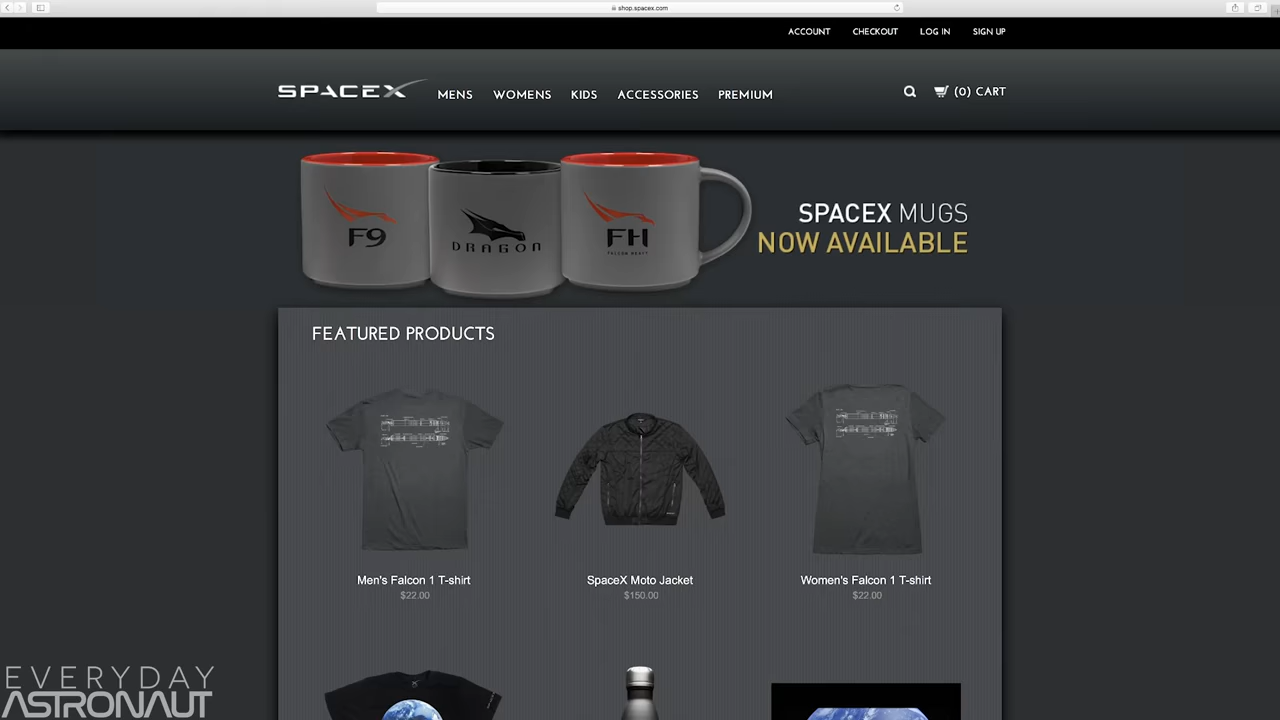 shop.spacex.com
ACCOUNT CHECKOUT LOG IN SIGN UP
SPACEX MENS WOMENS KIDS ACCESSORIES PREMIUM (0) CART
F9
DRAGON
FH
FALCON HEAVY
SPACEX MUGS
NOW AVAILABLE
FEATURED PRODUCTS
Men's Falcon 1 T-shirt
$22.00
SpaceX Moto Jacket
$150.00
Women's Falcon 1 T-shirt
$22.00
EVERYDAY
ASTRONAUT